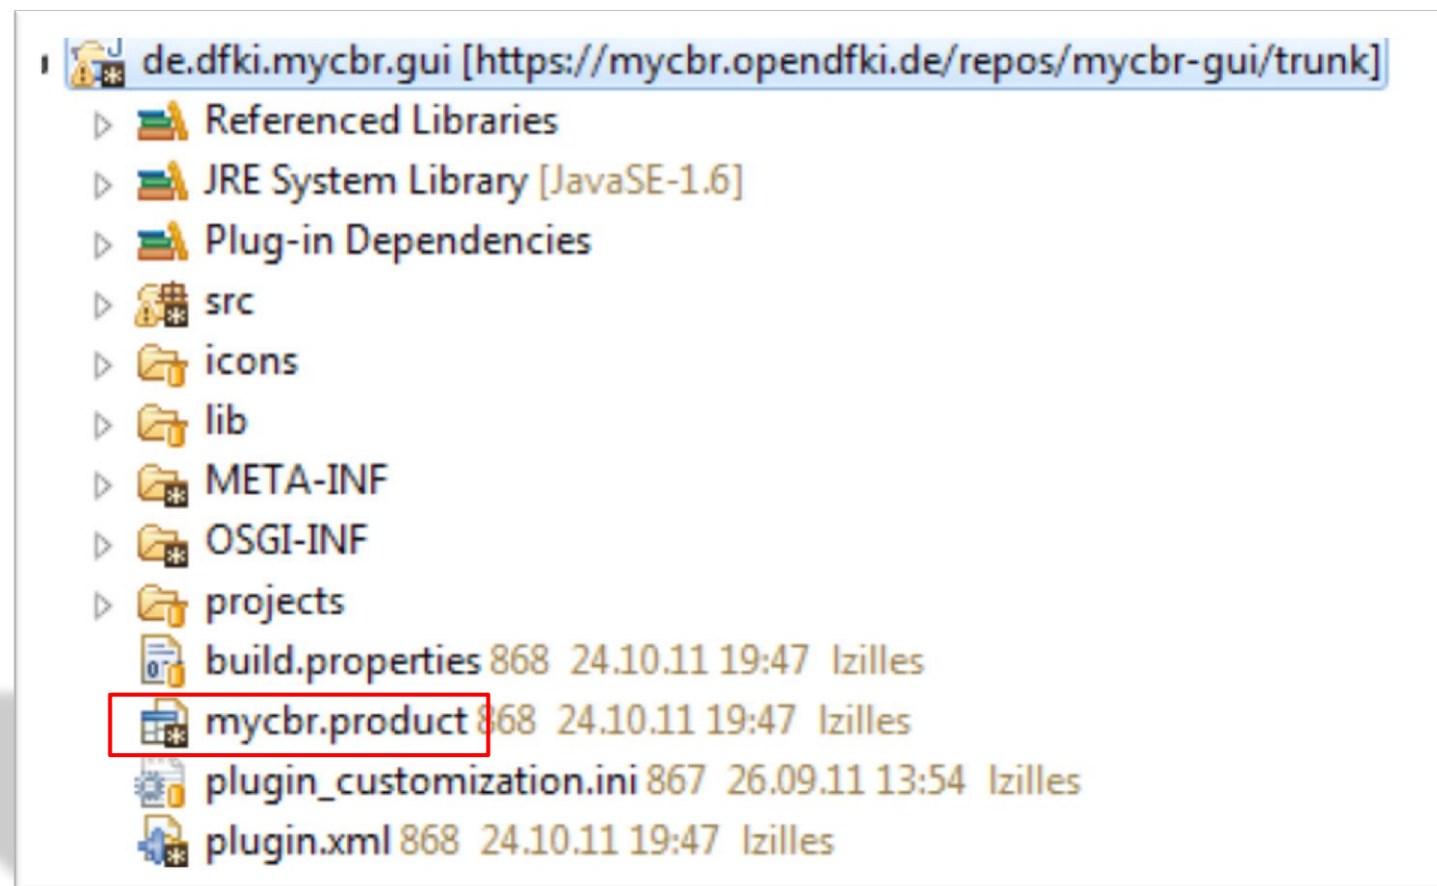 de.dfki.mycbr.gui [https://mycbr.opendfki.de/repos/mycbr-gui/trunk]
Referenced Libraries
JRE System Library [JavaSE-1.6]
Plug-in Dependencies
src
icons
lib
META-INF
OSGI-INF
projects
build.properties 868 24.10.11 19:47 lzilles
mycbr.product 868 24.10.11 19:47 lzilles
plugin_customization.ini 867 26.09.11 13:54 lzilles
plugin.xml 868 24.10.11 19:47 lzilles